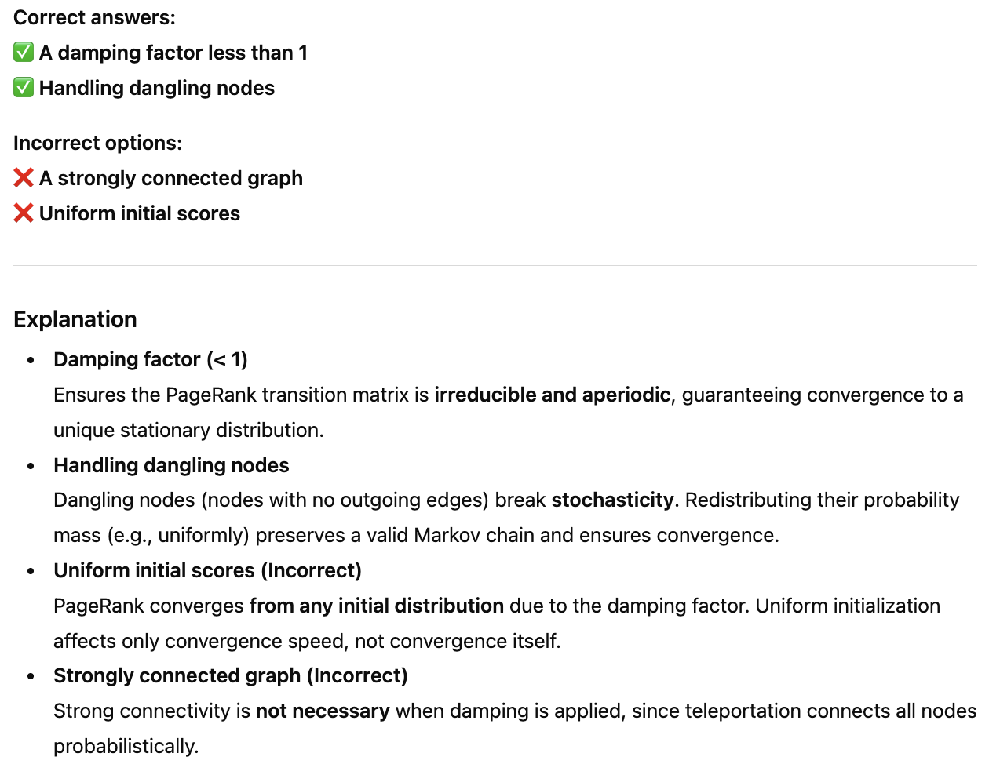 Correct answers:
✅ A damping factor less than 1
✅ Handling dangling nodes
Incorrect options:
❌ A strongly connected graph
❌ Uniform initial scores
Explanation
• Damping factor (< 1)
Ensures the PageRank transition matrix is irreducible and aperiodic, guaranteeing convergence to a
unique stationary distribution.
• Handling dangling nodes
Dangling nodes (nodes with no outgoing edges) break stochasticity. Redistributing their probability
mass (e.g., uniformly) preserves a valid Markov chain and ensures convergence.
• Uniform initial scores (Incorrect)
PageRank converges from any initial distribution due to the damping factor. Uniform initialization
affects only convergence speed, not convergence itself.
• Strongly connected graph (Incorrect)
Strong connectivity is not necessary when damping is applied, since teleportation connects all nodes
probabilistically.